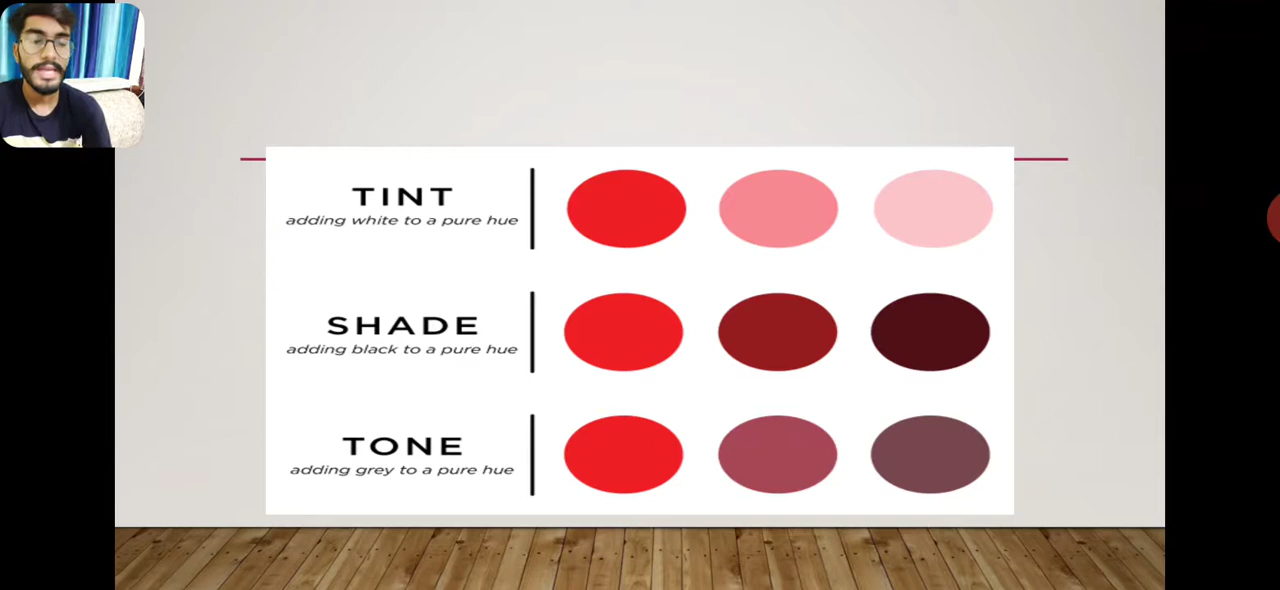 TINT
adding white to a pure hue
SHADE
adding black to a pure hue
TONE
adding grey to a pure hue